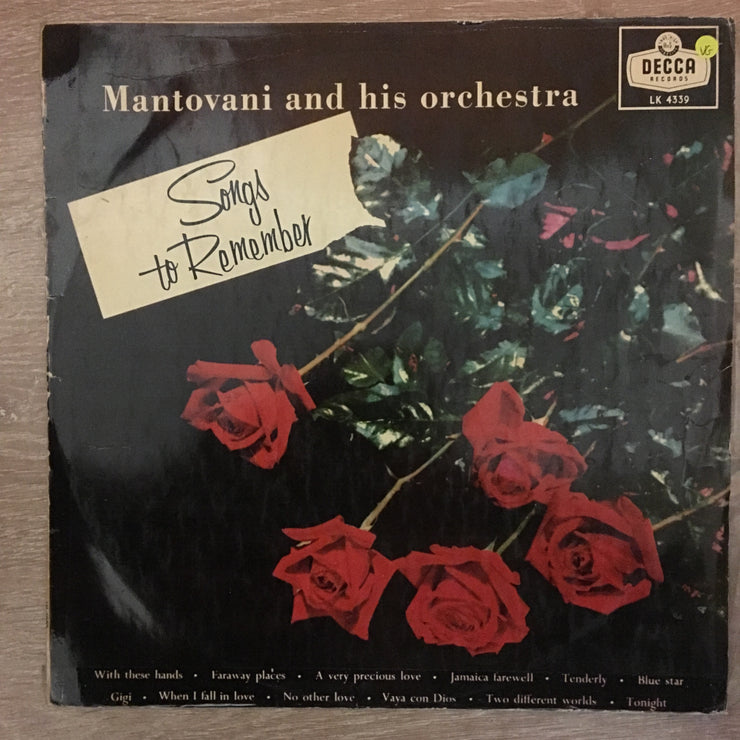 DECCA
RECORDS
LK 4339
VG
Mantovani and his orchestra
Songs
to Remember
With these hands • Faraway places • A very precious love • Jamaica farewell • Tenderly • Blue star
Gigi • When I fall in love • No other love • Vaya con Dios • Two different worlds • Tonight